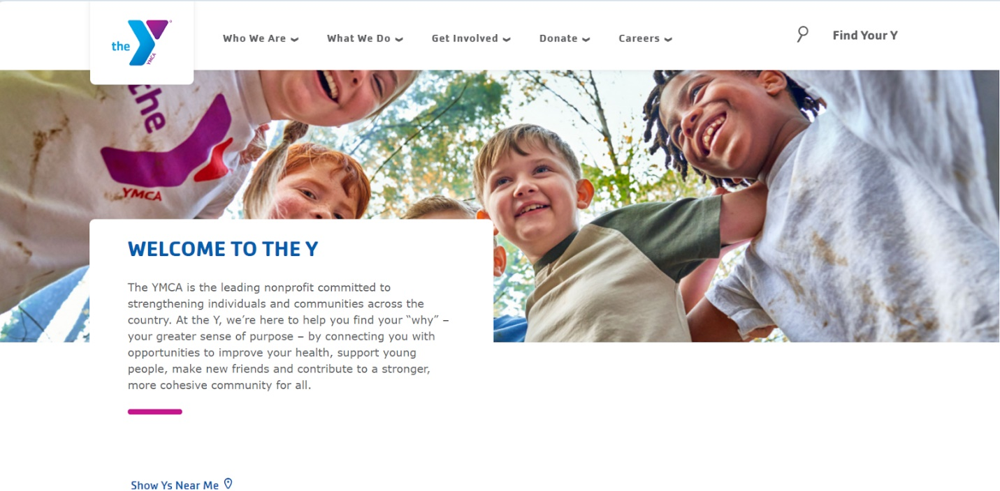 the
YMCA
Who We Are
What We Do
Get Involved
Donate
Careers
Find Your Y
che
YMCA
WELCOME TO THE Y
The YMCA is the leading nonprofit committed to
strengthening individuals and communities across the
country. At the Y, we’re here to help you find your “why” –
your greater sense of purpose – by connecting you with
opportunities to improve your health, support young
people, make new friends and contribute to a stronger,
more cohesive community for all.
Show Ys Near Me